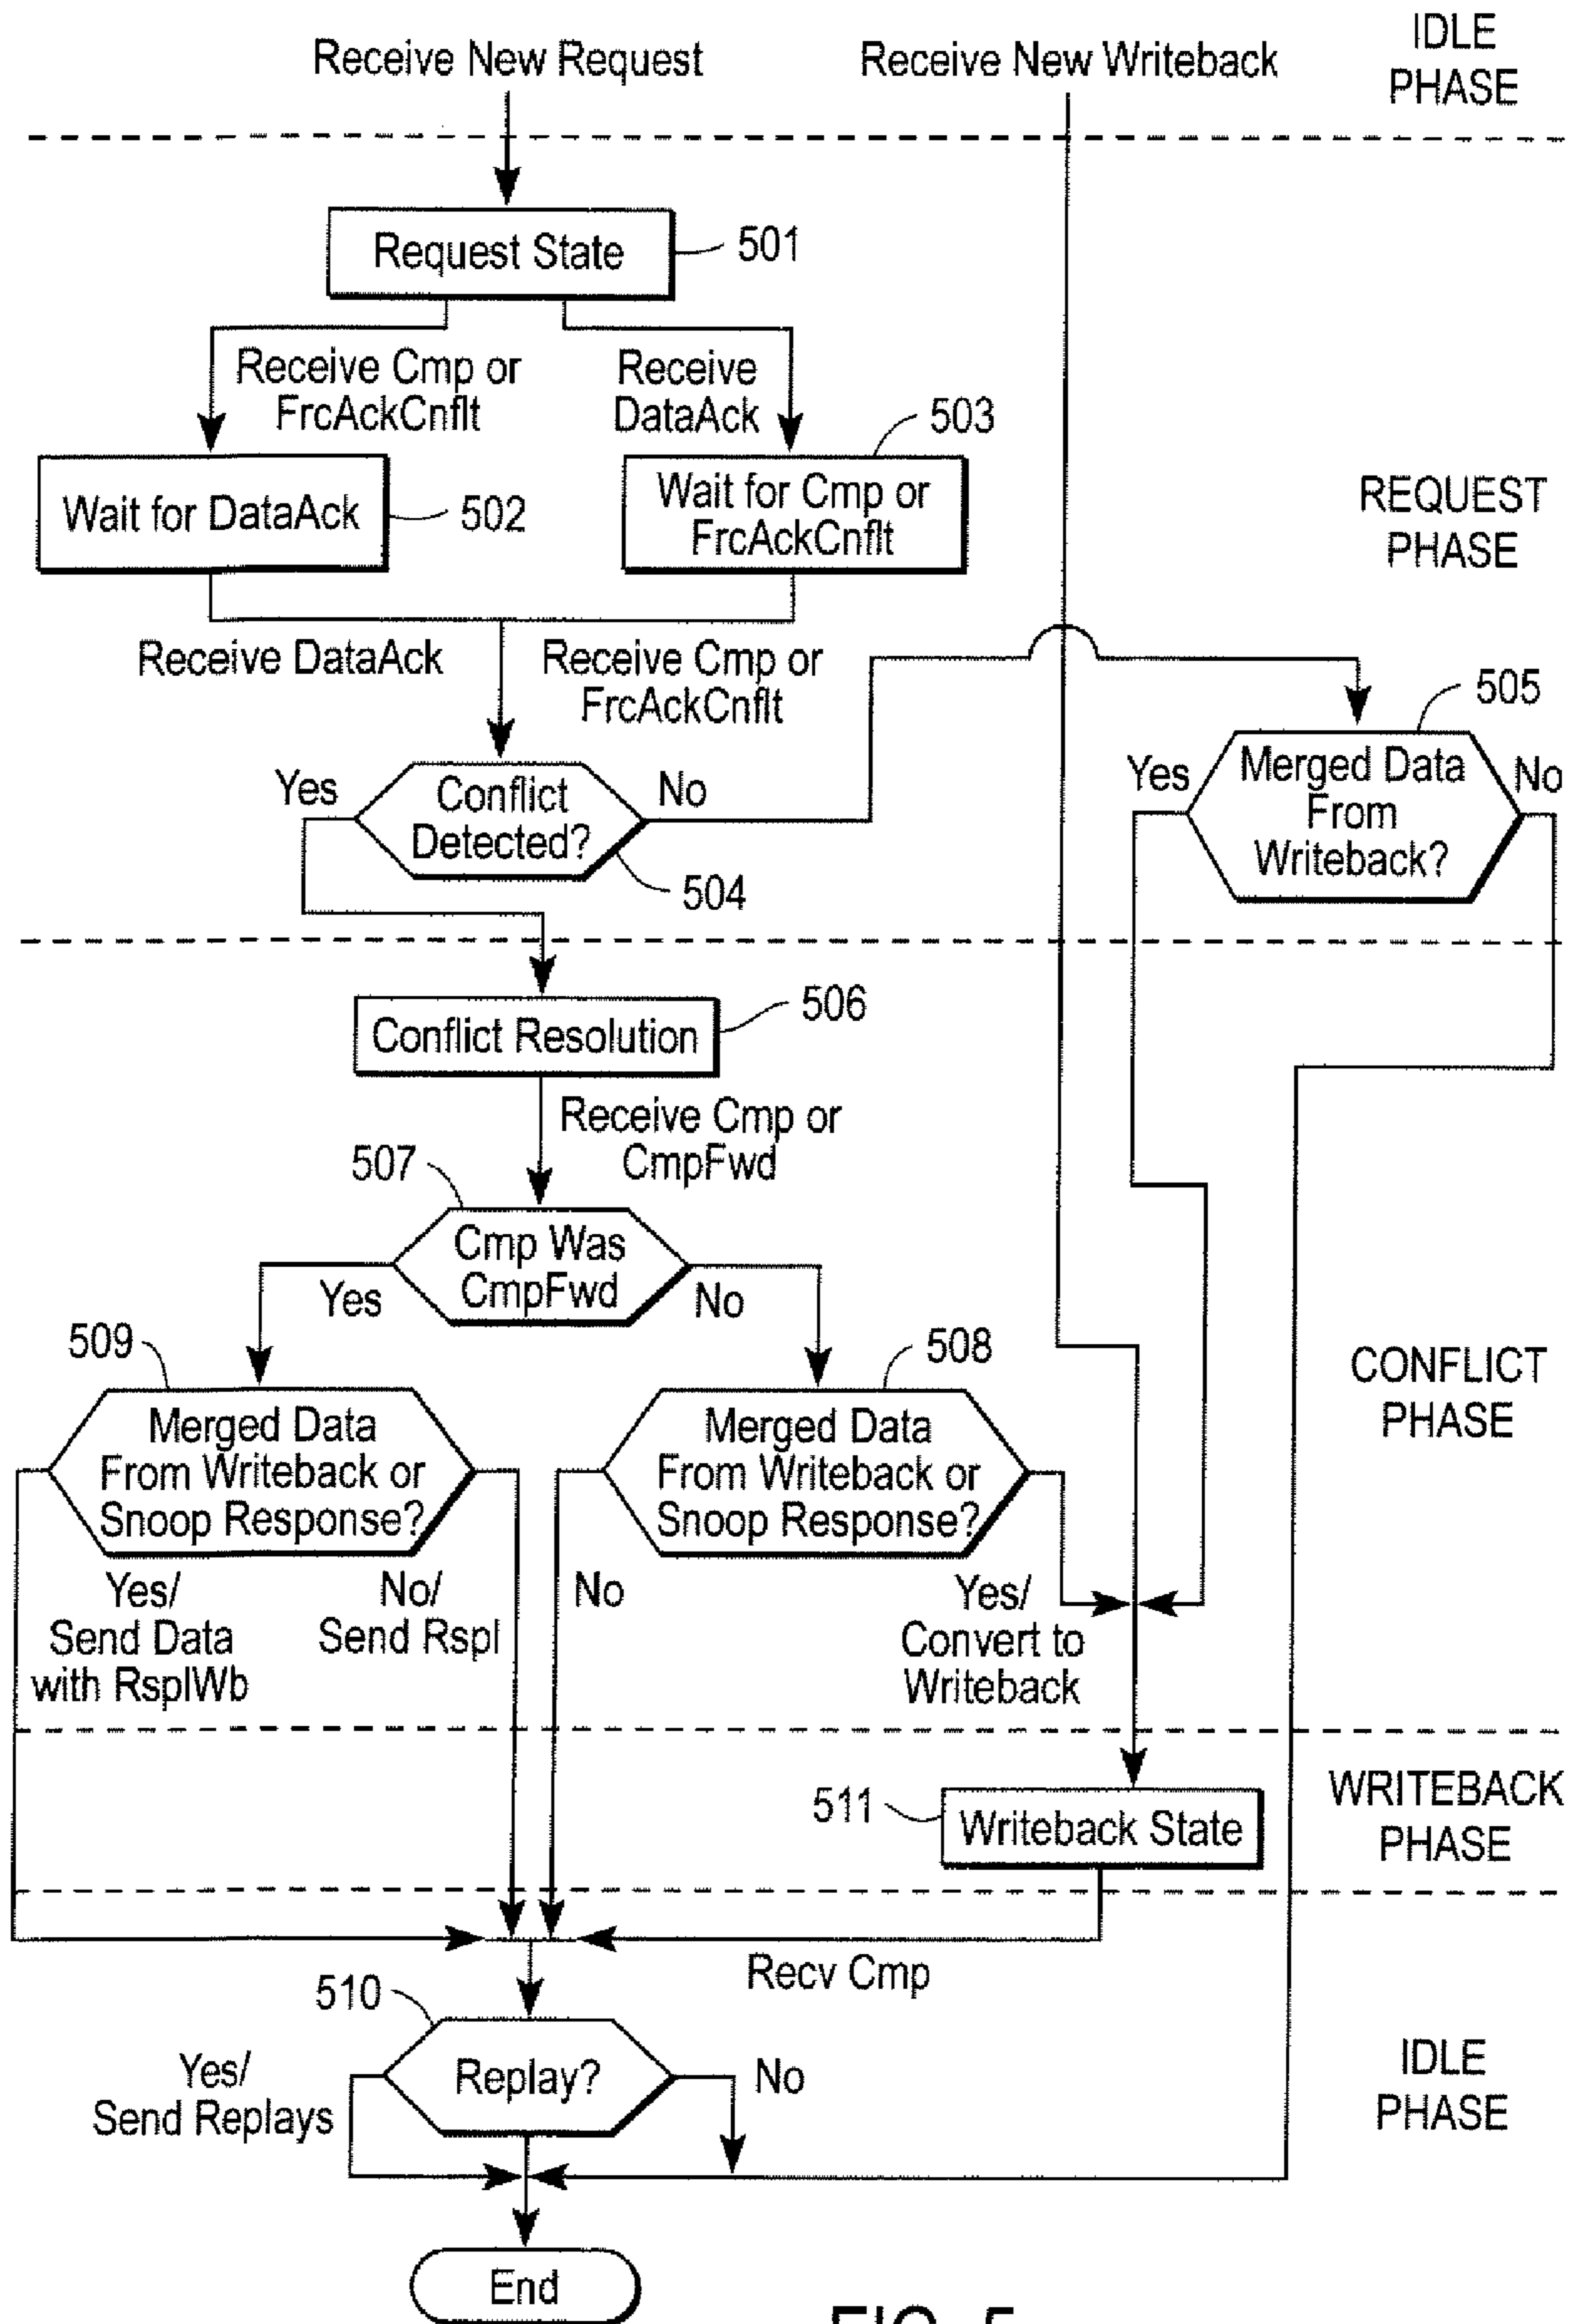 IDLE
PHASE
Receive New Request
Receive New Writeback
Request State
501
Receive Cmp or
FrcAckCnflt
Receive
DataAck
503
Wait for DataAck
502
Wait for Cmp or
FrcAckCnflt
REQUEST
PHASE
Receive DataAck
Receive Cmp or
FrcAckCnflt
505
Yes
Conflict
Detected?
No
504
Yes
Merged Data
From
Writeback?
No
506
Conflict Resolution
Receive Cmp or
CmpFwd
507
Cmp Was
CmpFwd
Yes
No
509
508
CONFLICT
PHASE
Merged Data
From Writeback or
Snoop Response?
Merged Data
From Writeback or
Snoop Response?
Yes/
Send Data
with RspIWb
No/
Send RspI
No
Yes/
Convert to
Writeback
511
Writeback State
WRITEBACK
PHASE
Recv Cmp
510
Replay?
Yes/
Send Replays
No
IDLE
PHASE
End
FIG. 5